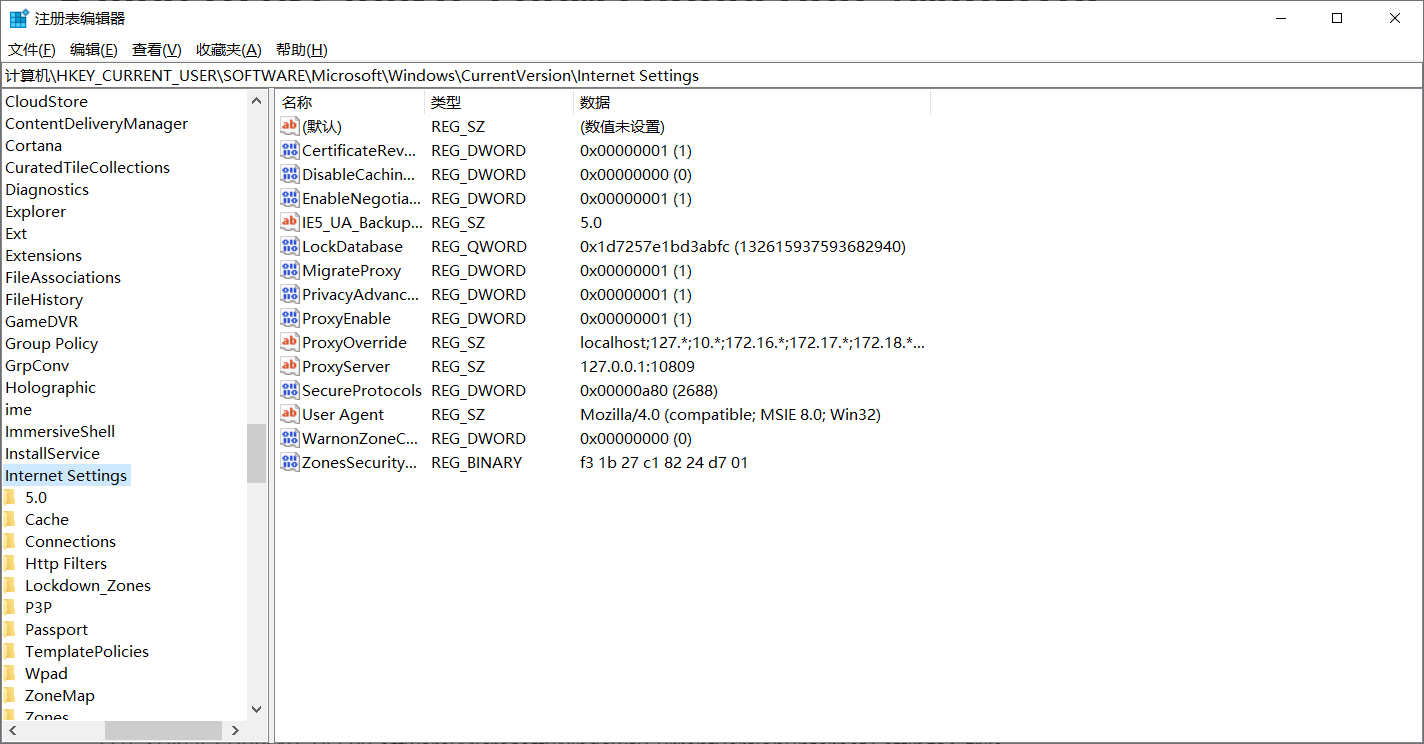 注册表编辑器
文件(F) 编辑(E) 查看(V) 收藏夹(A) 帮助(H)
计算机\HKEY_CURRENT_USER\SOFTWARE\Microsoft\Windows\CurrentVersion\Internet Settings
CloudStore
ContentDeliveryManager
Cortana
CuratedTileCollections
Diagnostics
Explorer
Ext
Extensions
FileAssociations
FileHistory
GameDVR
Group Policy
GrpConv
Holographic
ime
ImmersiveShell
InstallService
Internet Settings
5.0
Cache
Connections
Http Filters
Lockdown_Zones
P3P
Passport
TemplatePolicies
Wpad
ZoneMap
Zones
名称 类型 数据
(默认) REG_SZ (数值未设置)
CertificateRev... REG_DWORD 0x00000001 (1)
DisableCachin... REG_DWORD 0x00000000 (0)
EnableNegotia... REG_DWORD 0x00000001 (1)
IE5_UA_Backup... REG_SZ 5.0
LockDatabase REG_QWORD 0x1d7257e1bd3abfc (132615937593682940)
MigrateProxy REG_DWORD 0x00000001 (1)
PrivacyAdvanc... REG_DWORD 0x00000001 (1)
ProxyEnable REG_DWORD 0x00000001 (1)
ProxyOverride REG_SZ localhost;127.*;10.*;172.16.*;172.17.*;172.18.*...
ProxyServer REG_SZ 127.0.0.1:10809
SecureProtocols REG_DWORD 0x00000a80 (2688)
User Agent REG_SZ Mozilla/4.0 (compatible; MSIE 8.0; Win32)
WarnonZoneC... REG_DWORD 0x00000000 (0)
ZonesSecurity... REG_BINARY f3 1b 27 c1 82 24 d7 01